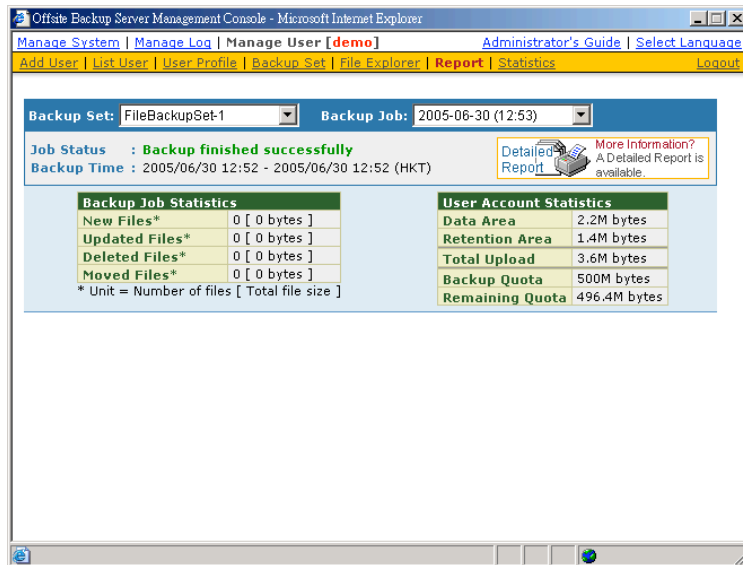 Offsite Backup Server Management Console - Microsoft Internet Explorer
Manage System | Manage Log | Manage User [demo] Administrator's Guide | Select Language
Add User | List User | User Profile | Backup Set | File Explorer | Report | Statistics Logout
Backup Set: FileBackupSet-1 Backup Job: 2005-06-30 (12:53)
Job Status : Backup finished successfully
Backup Time : 2005/06/30 12:52 - 2005/06/30 12:52 (HKT)
Detailed Report
More Information?
A Detailed Report is
available.
Backup Job Statistics
New Files* 0 [ 0 bytes ]
Updated Files* 0 [ 0 bytes ]
Deleted Files* 0 [ 0 bytes ]
Moved Files* 0 [ 0 bytes ]
* Unit = Number of files [ Total file size ]
User Account Statistics
Data Area 2.2M bytes
Retention Area 1.4M bytes
Total Upload 3.6M bytes
Backup Quota 500M bytes
Remaining Quota 496.4M bytes